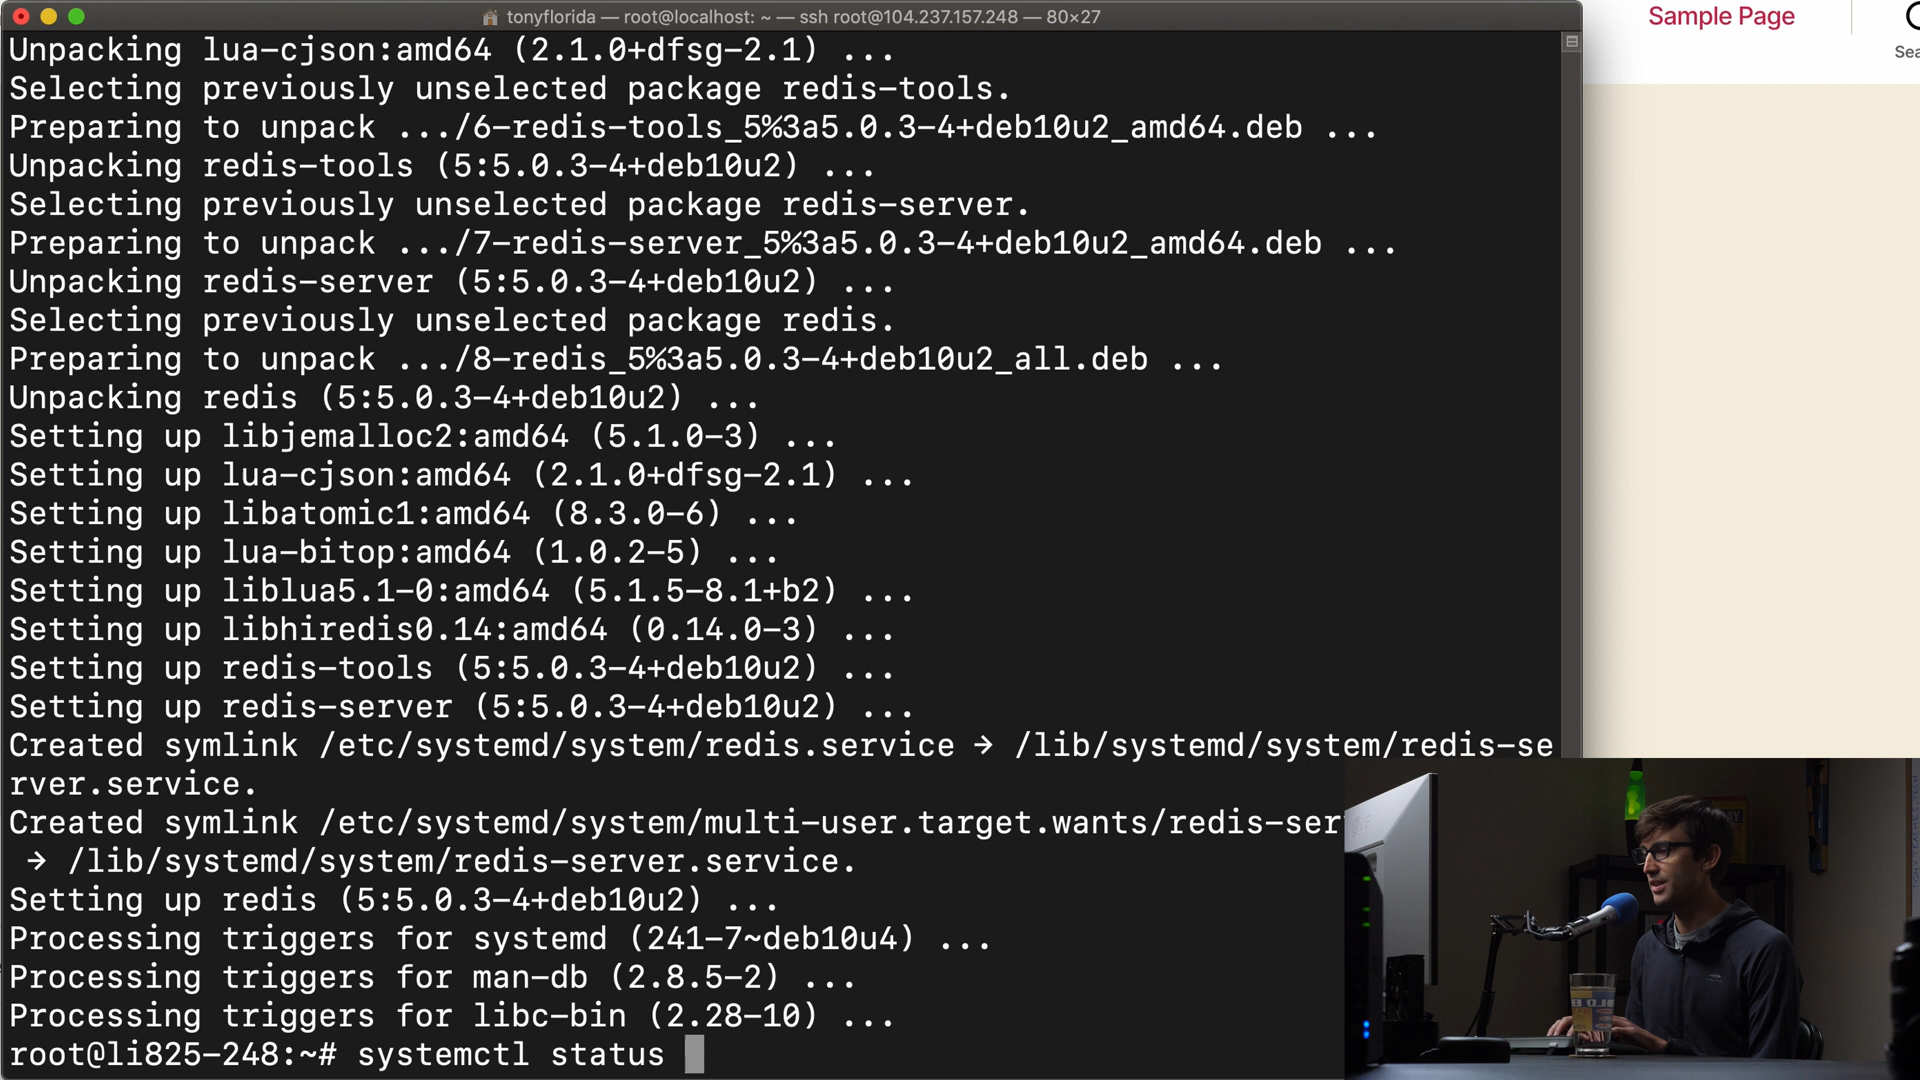 tonyflorida — root@localhost: ~ — ssh root@104.237.157.248 — 80×27
Sample Page
Unpacking lua-cjson:amd64 (2.1.0+dfsg-2.1) ...
Selecting previously unselected package redis-tools.
Preparing to unpack .../6-redis-tools_5%3a5.0.3-4+deb10u2_amd64.deb ...
Unpacking redis-tools (5:5.0.3-4+deb10u2) ...
Selecting previously unselected package redis-server.
Preparing to unpack .../7-redis-server_5%3a5.0.3-4+deb10u2_amd64.deb ...
Unpacking redis-server (5:5.0.3-4+deb10u2) ...
Selecting previously unselected package redis.
Preparing to unpack .../8-redis_5%3a5.0.3-4+deb10u2_all.deb ...
Unpacking redis (5:5.0.3-4+deb10u2) ...
Setting up libjemalloc2:amd64 (5.1.0-3) ...
Setting up lua-cjson:amd64 (2.1.0+dfsg-2.1) ...
Setting up libatomic1:amd64 (8.3.0-6) ...
Setting up lua-bitop:amd64 (1.0.2-5) ...
Setting up liblua5.1-0:amd64 (5.1.5-8.1+b2) ...
Setting up libhiredis0.14:amd64 (0.14.0-3) ...
Setting up redis-tools (5:5.0.3-4+deb10u2) ...
Setting up redis-server (5:5.0.3-4+deb10u2) ...
Created symlink /etc/systemd/system/redis.service → /lib/systemd/system/redis-se
rver.service.
Created symlink /etc/systemd/system/multi-user.target.wants/redis-ser
→ /lib/systemd/system/redis-server.service.
Setting up redis (5:5.0.3-4+deb10u2) ...
Processing triggers for systemd (241-7~deb10u4) ...
Processing triggers for man-db (2.8.5-2) ...
Processing triggers for libc-bin (2.28-10) ...
root@li825-248:~# systemctl status